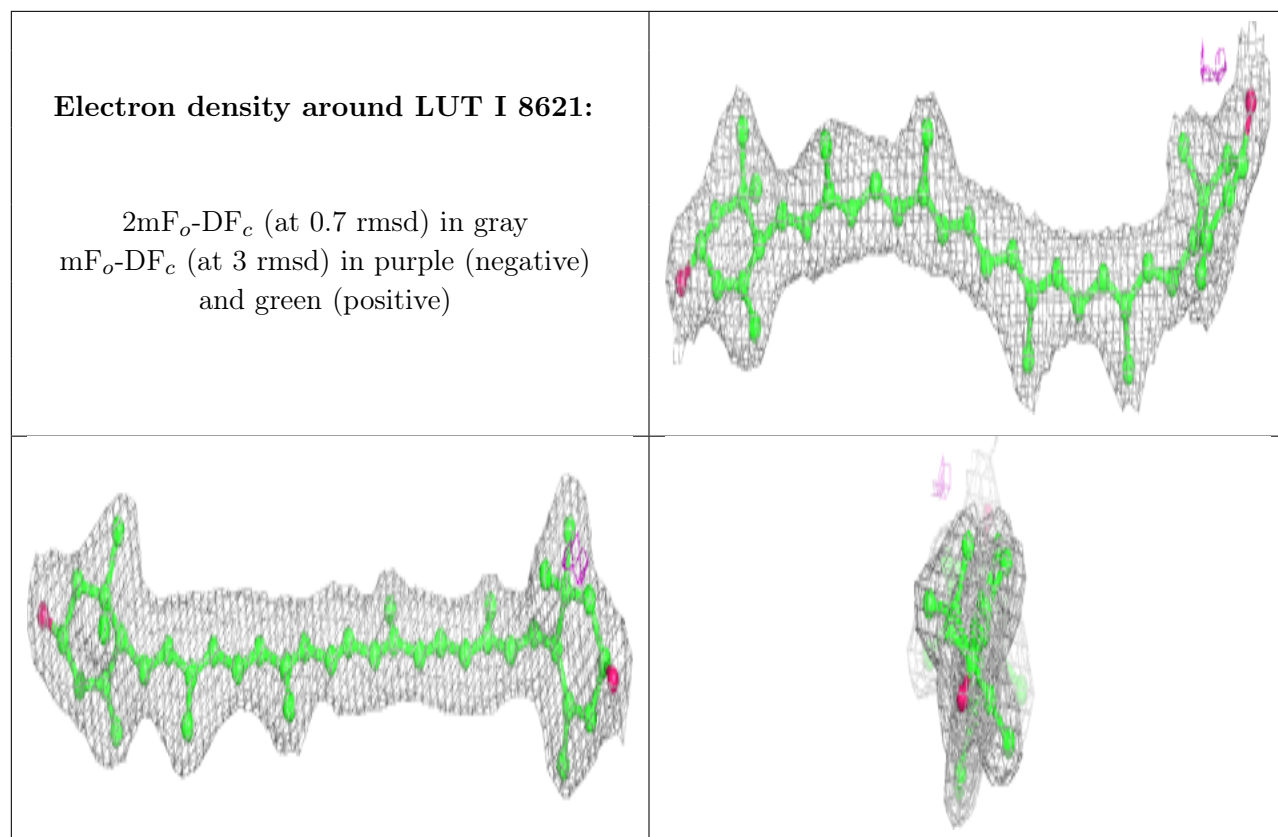 Electron density around LUT I 8621:
2mFo-DFc (at 0.7 rmsd) in gray
mFo-DFc (at 3 rmsd) in purple (negative)
and green (positive)